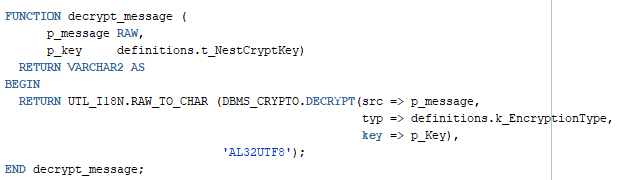 FUNCTION decrypt_message (
      p_message RAW,
      p_key     definitions.t_NestCryptKey)
  RETURN VARCHAR2 AS
BEGIN
  RETURN UTL_I18N.RAW_TO_CHAR (DBMS_CRYPTO.DECRYPT(src => p_message,
                                                   typ => definitions.k_EncryptionType,
                                                   key => p_Key),
                               'AL32UTF8');
END decrypt_message;